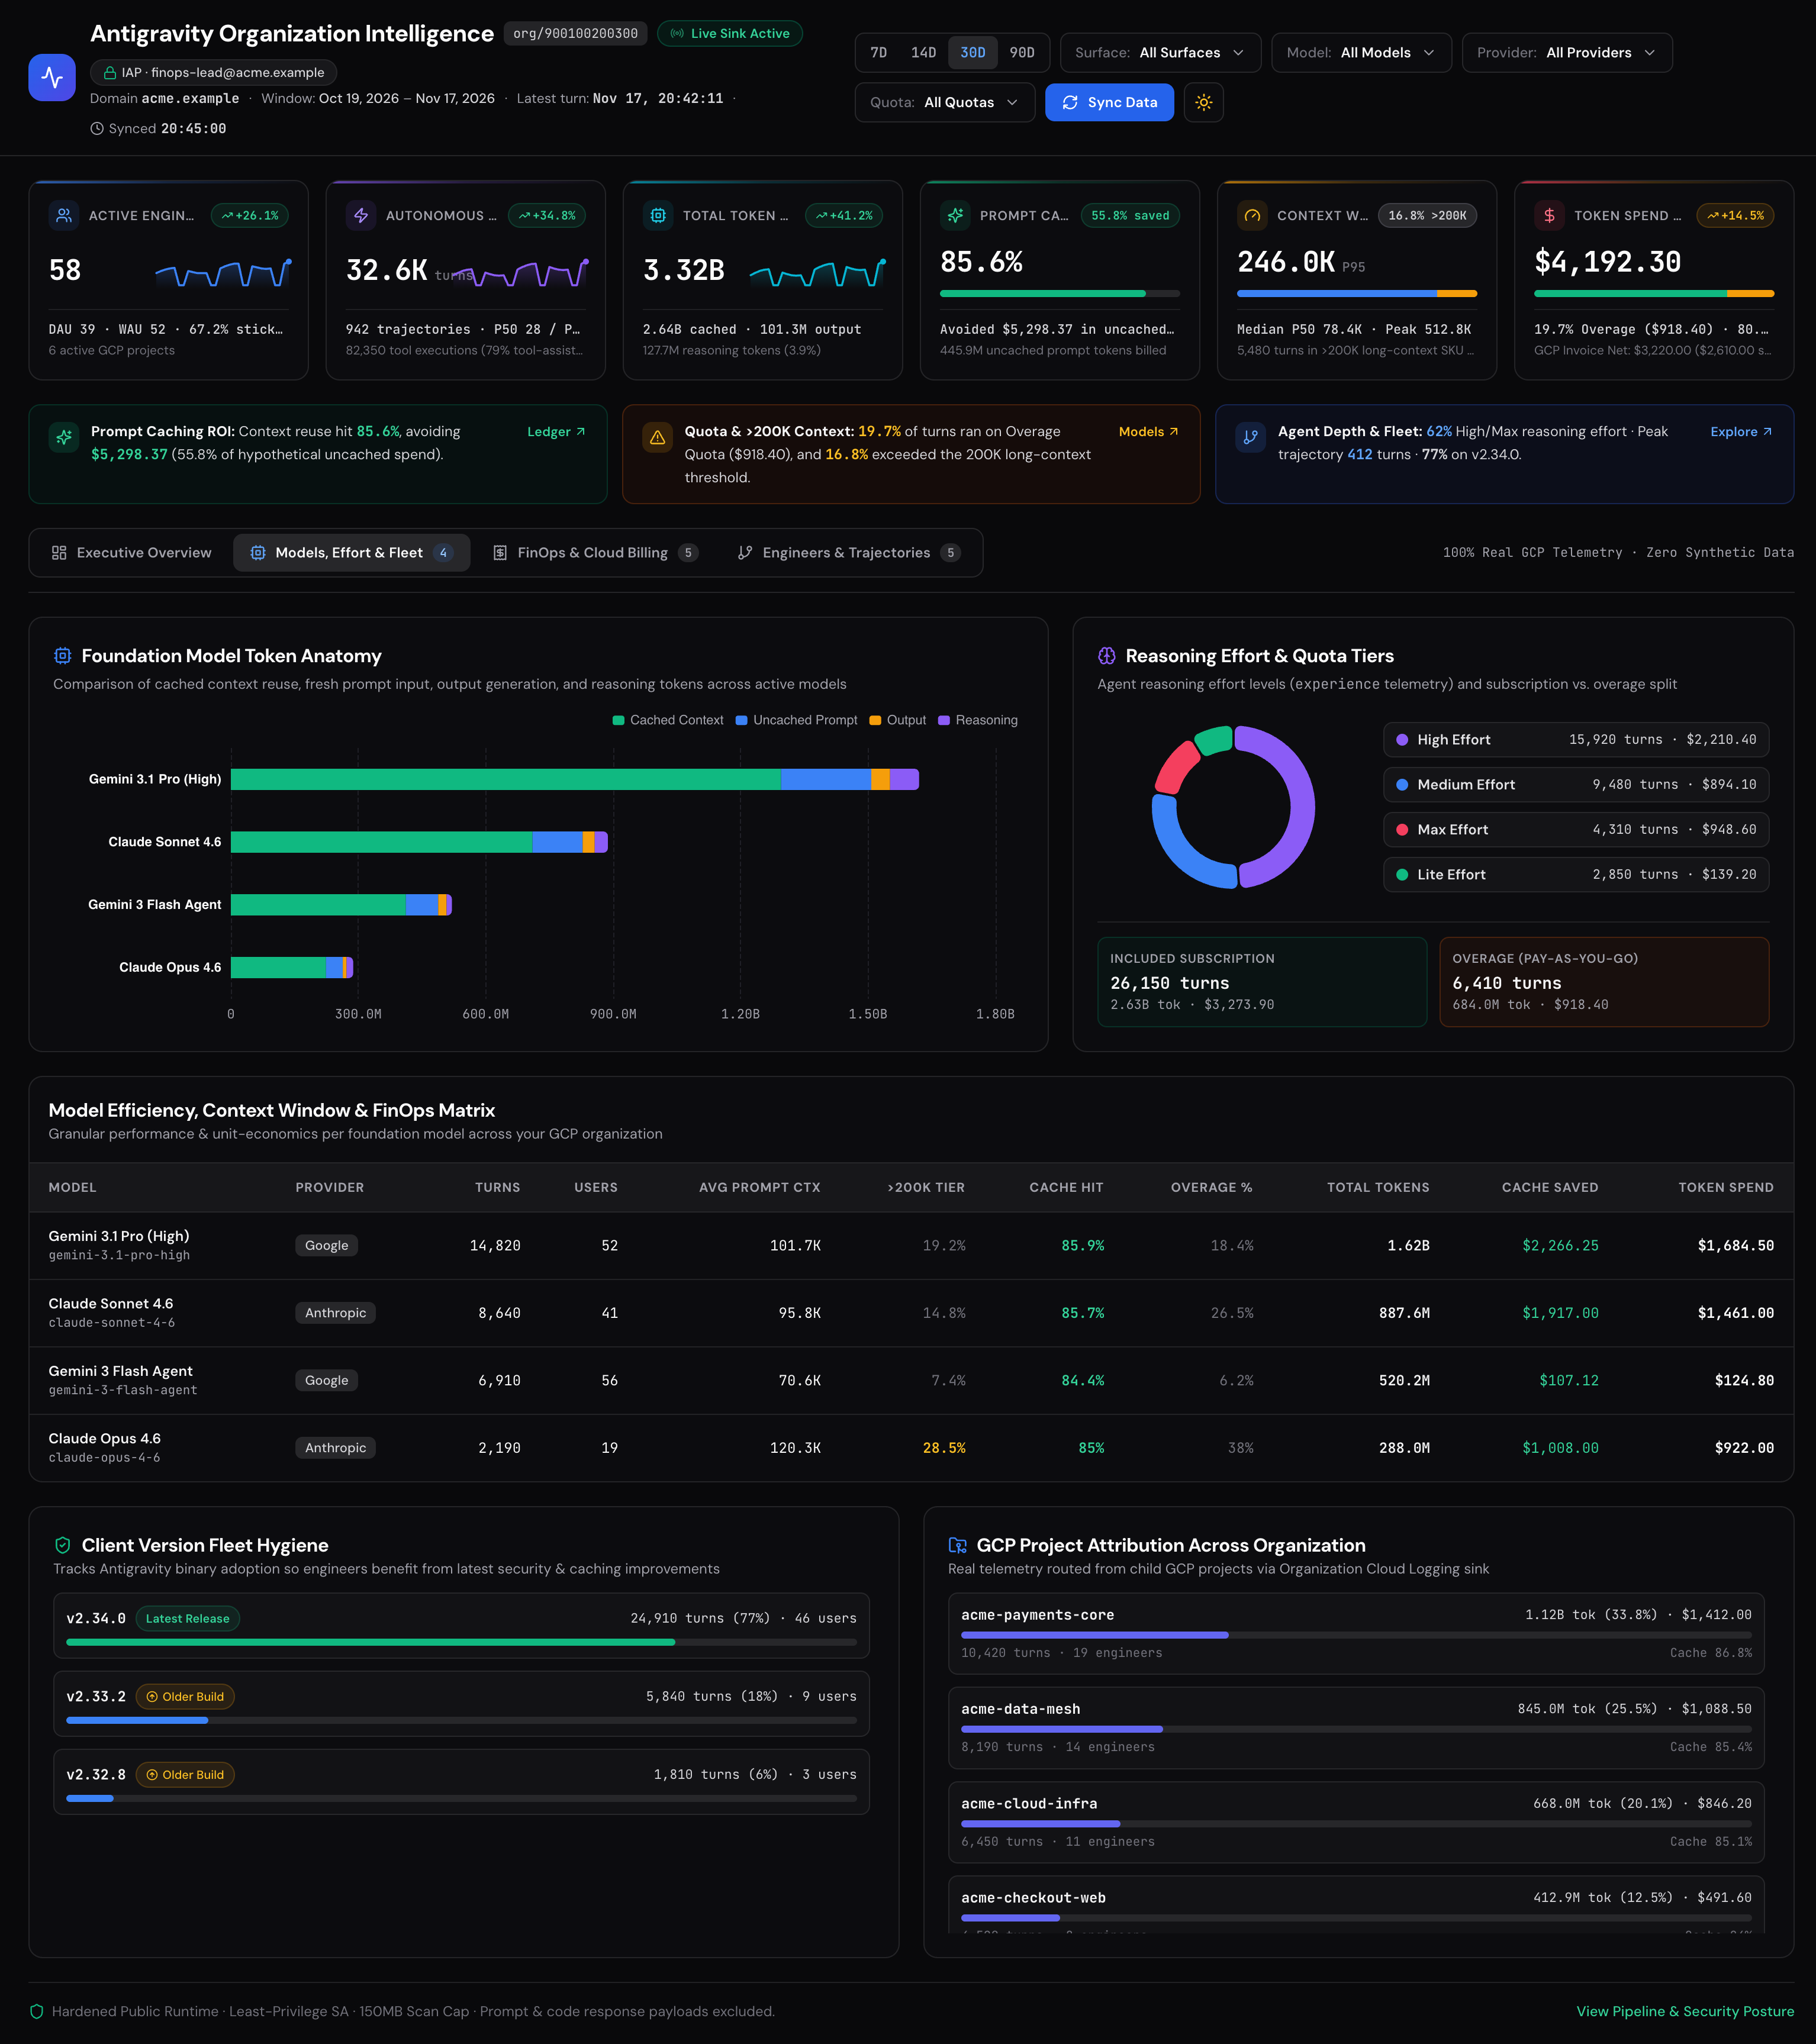 Antigravity Organization Intelligence org/900100200300 Live Sink Active
IAP · finops-lead@acme.example
Domain acme.example · Window: Oct 19, 2026 – Nov 17, 2026 · Latest turn: Nov 17, 20:42:11 ·
Synced 20:45:00
7D 14D 30D 90D Surface: All Surfaces Model: All Models Provider: All Providers
Quota: All Quotas Sync Data
ACTIVE ENGIN... +26.1%
58
DAU 39 · WAU 52 · 67.2% stick...
6 active GCP projects
AUTONOMOUS ... +34.8%
32.6K turns
942 trajectories · P50 28 / P...
82,350 tool executions (79% tool-assist...
TOTAL TOKEN ... +41.2%
3.32B
2.64B cached · 101.3M output
127.7M reasoning tokens (3.9%)
PROMPT CA... 55.8% saved
85.6%
Avoided $5,298.37 in uncached...
445.9M uncached prompt tokens billed
CONTEXT W... 16.8% >200K
246.0K P95
Median P50 78.4K · Peak 512.8K
5,480 turns in >200K long-context SKU ...
TOKEN SPEND ... +14.5%
$4,192.30
19.7% Overage ($918.40) · 80...
GCP Invoice Net: $3,220.00 ($2,610.00 s...
Prompt Caching ROI: Context reuse hit 85.6%, avoiding
$5,298.37 (55.8% of hypothetical uncached spend).
Ledger
Quota & >200K Context: 19.7% of turns ran on Overage
Quota ($918.40), and 16.8% exceeded the 200K long-context
threshold.
Models
Agent Depth & Fleet: 62% High/Max reasoning effort · Peak
trajectory 412 turns · 77% on v2.34.0.
Explore
Executive Overview Models, Effort & Fleet 4 FinOps & Cloud Billing 5 Engineers & Trajectories 5
100% Real GCP Telemetry · Zero Synthetic Data
Foundation Model Token Anatomy
Comparison of cached context reuse, fresh prompt input, output generation, and reasoning tokens across active models
Cached Context Uncached Prompt Output Reasoning
Gemini 3.1 Pro (High)
Claude Sonnet 4.6
Gemini 3 Flash Agent
Claude Opus 4.6
0 300.0M 600.0M 900.0M 1.20B 1.50B 1.80B
Reasoning Effort & Quota Tiers
Agent reasoning effort levels (experience telemetry) and subscription vs. overage split
High Effort 15,920 turns · $2,210.40
Medium Effort 9,480 turns · $894.10
Max Effort 4,310 turns · $948.60
Lite Effort 2,850 turns · $139.20
INCLUDED SUBSCRIPTION
26,150 turns
2.63B tok · $3,273.90
OVERAGE (PAY-AS-YOU-GO)
6,410 turns
684.0M tok · $918.40
Model Efficiency, Context Window & FinOps Matrix
Granular performance & unit-economics per foundation model across your GCP organization
MODEL PROVIDER TURNS USERS AVG PROMPT CTX >200K TIER CACHE HIT OVERAGE % TOTAL TOKENS CACHE SAVED TOKEN SPEND
Gemini 3.1 Pro (High)
gemini-3.1-pro-high
Google 14,820 52 101.7K 19.2% 85.9% 18.4% 1.62B $2,266.25 $1,684.50
Claude Sonnet 4.6
claude-sonnet-4-6
Anthropic 8,640 41 95.8K 14.8% 85.7% 26.5% 887.6M $1,917.00 $1,461.00
Gemini 3 Flash Agent
gemini-3-flash-agent
Google 6,910 56 70.6K 7.4% 84.4% 6.2% 520.2M $107.12 $124.80
Claude Opus 4.6
claude-opus-4-6
Anthropic 2,190 19 120.3K 28.5% 85% 38% 288.0M $1,008.00 $922.00
Client Version Fleet Hygiene
Tracks Antigravity binary adoption so engineers benefit from latest security & caching improvements
v2.34.0 Latest Release 24,910 turns (77%) · 46 users
v2.33.2 Older Build 5,840 turns (18%) · 9 users
v2.32.8 Older Build 1,810 turns (6%) · 3 users
GCP Project Attribution Across Organization
Real telemetry routed from child GCP projects via Organization Cloud Logging sink
acme-payments-core 1.12B tok (33.8%) · $1,412.00
10,420 turns · 19 engineers Cache 86.8%
acme-data-mesh 845.0M tok (25.5%) · $1,088.50
8,190 turns · 14 engineers Cache 85.4%
acme-cloud-infra 668.0M tok (20.1%) · $846.20
6,450 turns · 11 engineers Cache 85.1%
acme-checkout-web 412.9M tok (12.5%) · $491.60
Hardened Public Runtime · Least-Privilege SA · 150MB Scan Cap · Prompt & code response payloads excluded.
View Pipeline & Security Posture